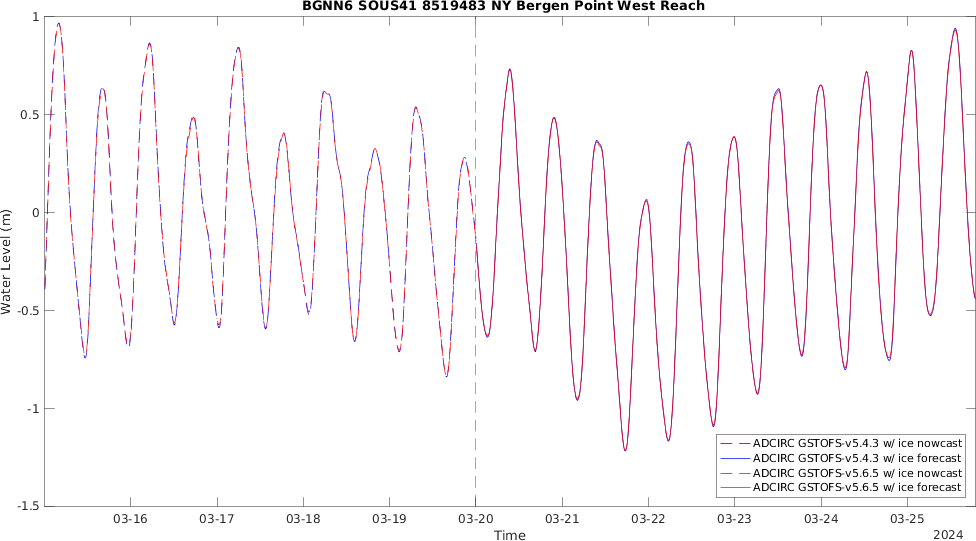 BGNN6 SOUS41 8519483 NY Bergen Point West Reach
1
0.5
0
-0.5
-1
-1.5
Water Level (m)
ADCIRC GSTOFS-v5.4.3 w/ ice nowcast
ADCIRC GSTOFS-v5.4.3 w/ ice forecast
ADCIRC GSTOFS-v5.6.5 w/ ice nowcast
ADCIRC GSTOFS-v5.6.5 w/ ice forecast
03-16 03-17 03-18 03-19 03-20 03-21 03-22 03-23 03-24 03-25
Time
2024